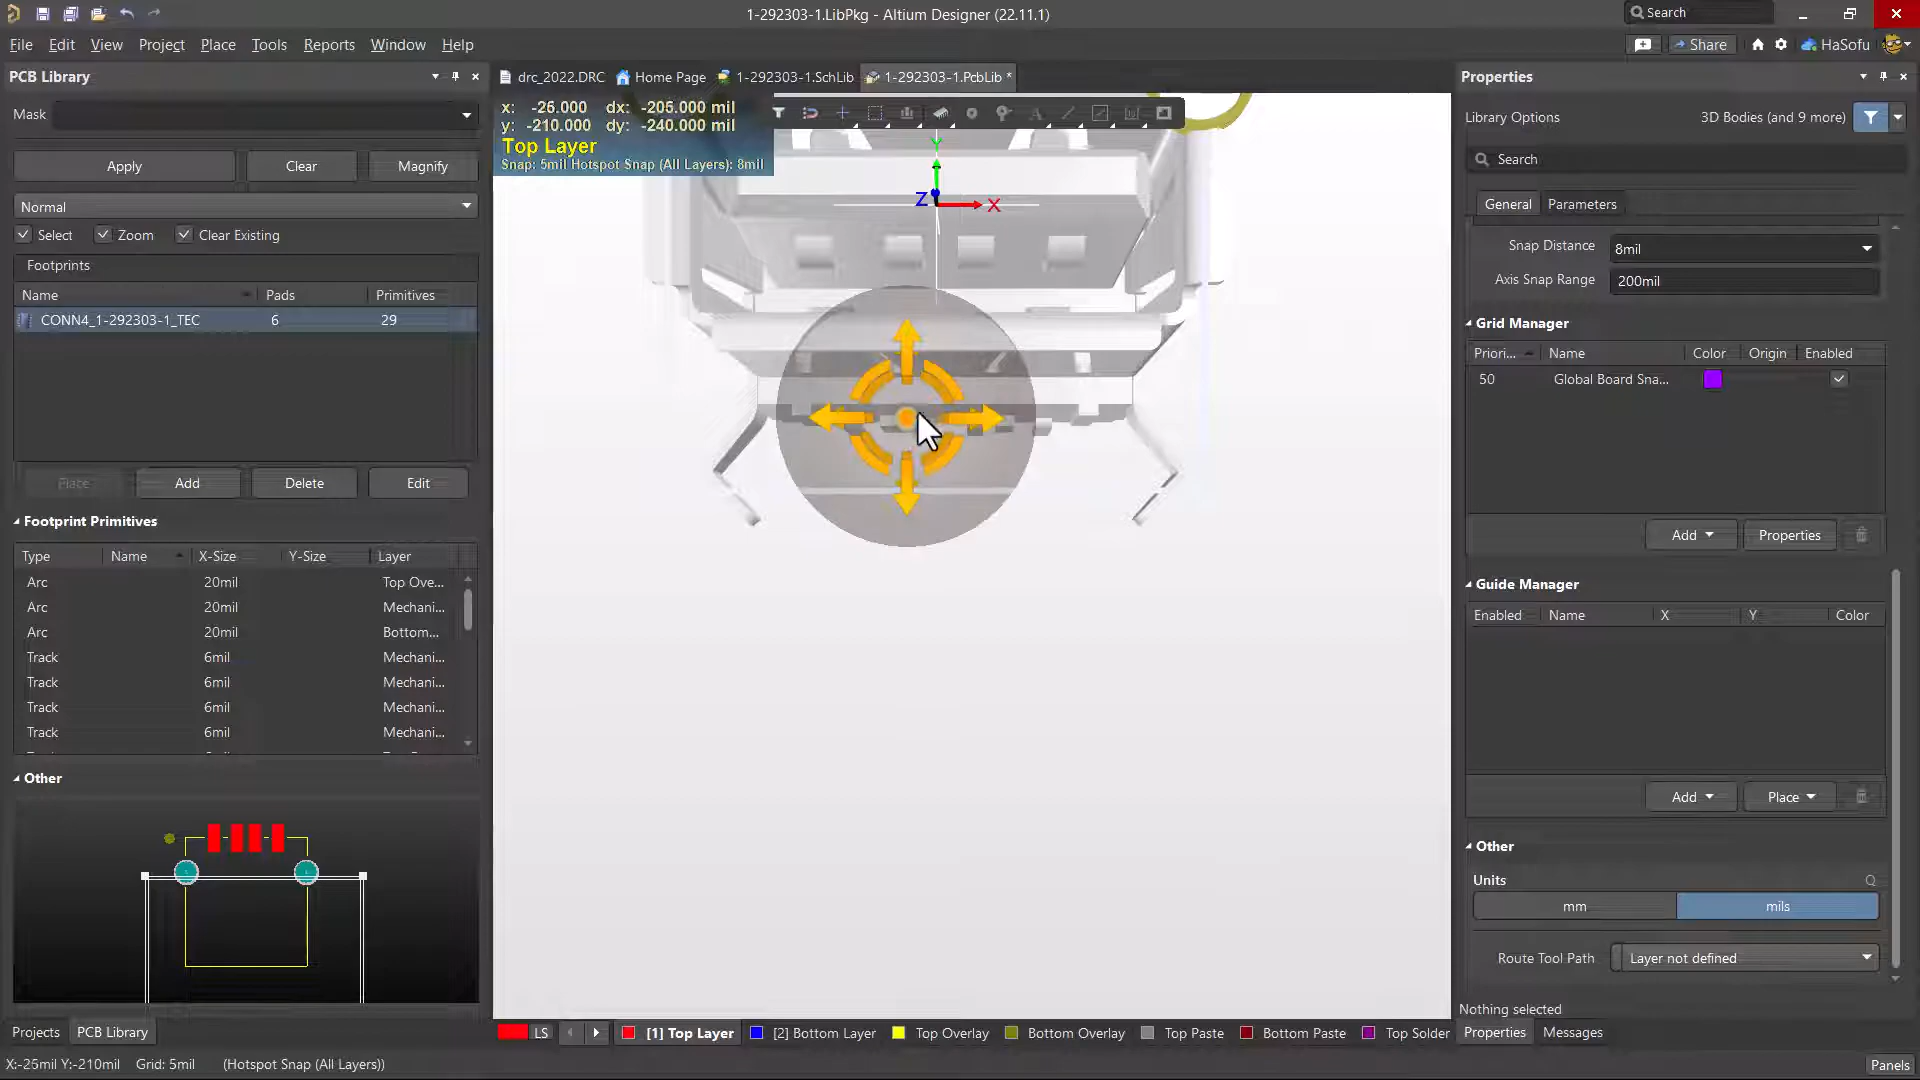 1-292303-1.LibPkg - Altium Designer (22.11.1)
Search
File Edit View Project Place Tools Reports Window Help
Share
HaSofu
PCB Library
drc_2022.DRC
Home Page
1-292303-1.SchLib
1-292303-1.PcbLib *
Properties
Mask
x: -25.000 dx: -205.000 mil
y: -210.000 dy: -240.000 mil
Top Layer
Snap: 5mil Hotspot Snap (All Layers): 8mil
Library Options
3D Bodies (and 9 more)
Apply
Clear
Magnify
Search
Normal
General
Parameters
Y
Z
X
Select
Zoom
Clear Existing
Snap Distance
8mil
Axis Snap Range
200mil
Footprints
Name Pads Primitives
CONN4_1-292303-1_TEC 6 29
Grid Manager
Priori... Name Color Origin Enabled
50 Global Board Sna...
Place
Add
Delete
Edit
Add
Properties
Footprint Primitives
Type Name X-Size Y-Size Layer
Arc 20mil Top Ove...
Arc 20mil Mechani...
Arc 20mil Bottom...
Track 6mil Mechani...
Track 6mil Mechani...
Track 6mil Mechani...
Track 6mil Mechani...
Guide Manager
Enabled Name X Y Color
Add
Place
Other
Other
Units
Q
mm
mils
Route Tool Path
Layer not defined
Nothing selected
Projects
PCB Library
LS
[1] Top Layer
[2] Bottom Layer
Top Overlay
Bottom Overlay
Top Paste
Bottom Paste
Top Solder
Properties
Messages
X:-25mil Y:-210mil Grid: 5mil (Hotspot Snap (All Layers))
Panels